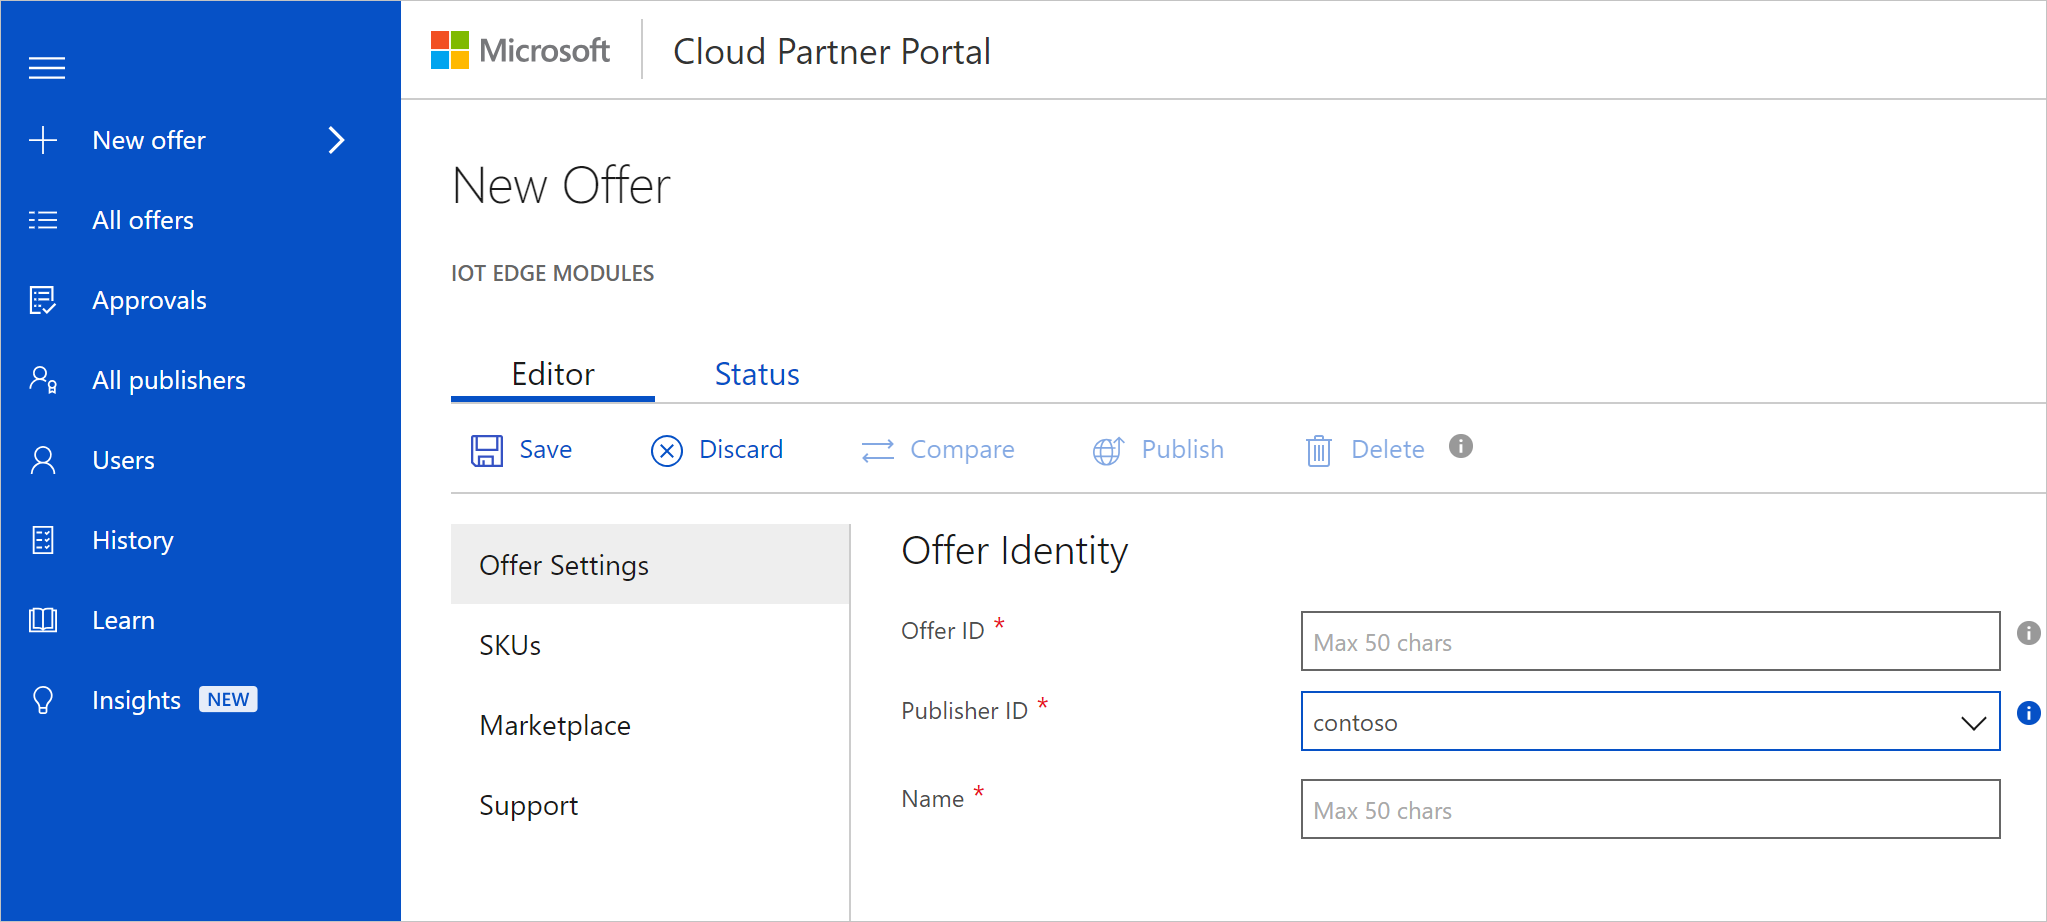 Microsoft
Cloud Partner Portal
New offer
All offers
Approvals
All publishers
Users
History
Learn
Insights NEW
New Offer
IOT EDGE MODULES
Editor Status
Save Discard Compare Publish Delete
Offer Settings
SKUs
Marketplace
Support
Offer Identity
Offer ID *
Max 50 chars
Publisher ID *
contoso
Name *
Max 50 chars